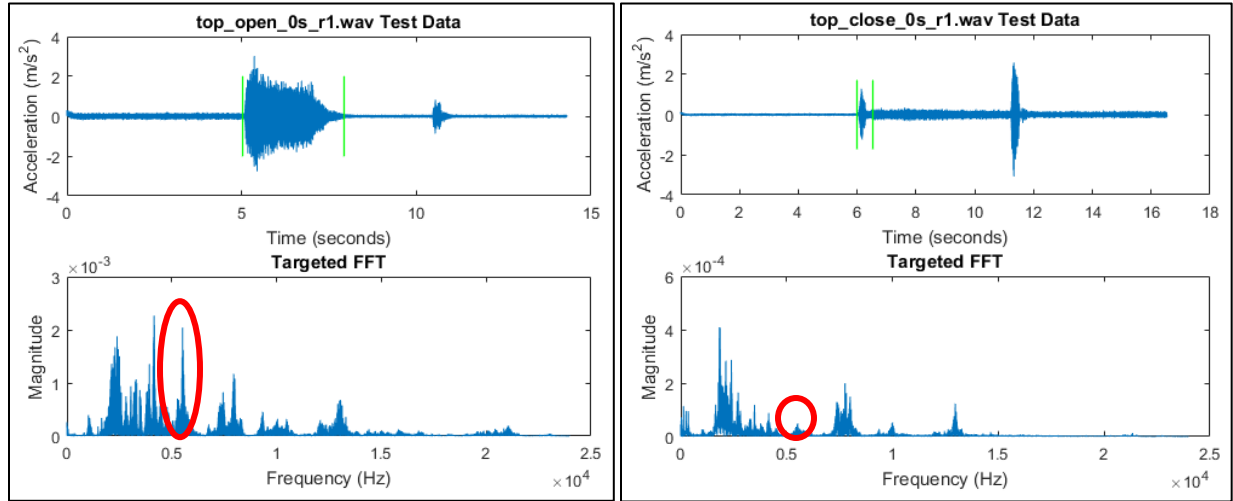 top_open_0s_r1.wav Test Data
Acceleration (m/s²)
4
2
0
-2
-4
0 5 10 15
Time (seconds)
×10⁻³
Targeted FFT
Magnitude
3
2
1
0
0 0.5 1 1.5 2 2.5
Frequency (Hz)
×10⁴
top_close_0s_r1.wav Test Data
Acceleration (m/s²)
4
2
0
-2
-4
0 2 4 6 8 10 12 14 16 18
Time (seconds)
×10⁻⁴
Targeted FFT
Magnitude
6
4
2
0
0 0.5 1 1.5 2 2.5
Frequency (Hz)
×10⁴